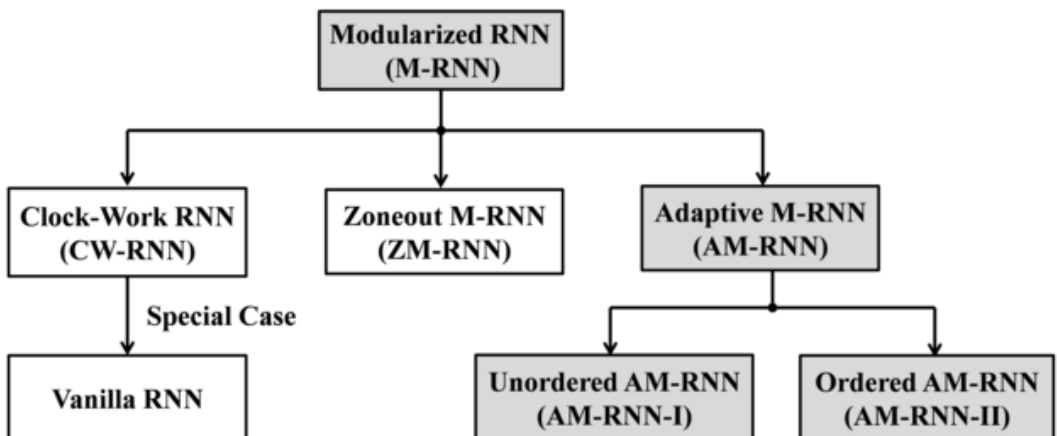 Modularized RNN
(M-RNN)
Clock-Work RNN
(CW-RNN)
Zoneout M-RNN
(ZM-RNN)
Adaptive M-RNN
(AM-RNN)
Special Case
Vanilla RNN
Unordered AM-RNN
(AM-RNN-I)
Ordered AM-RNN
(AM-RNN-II)